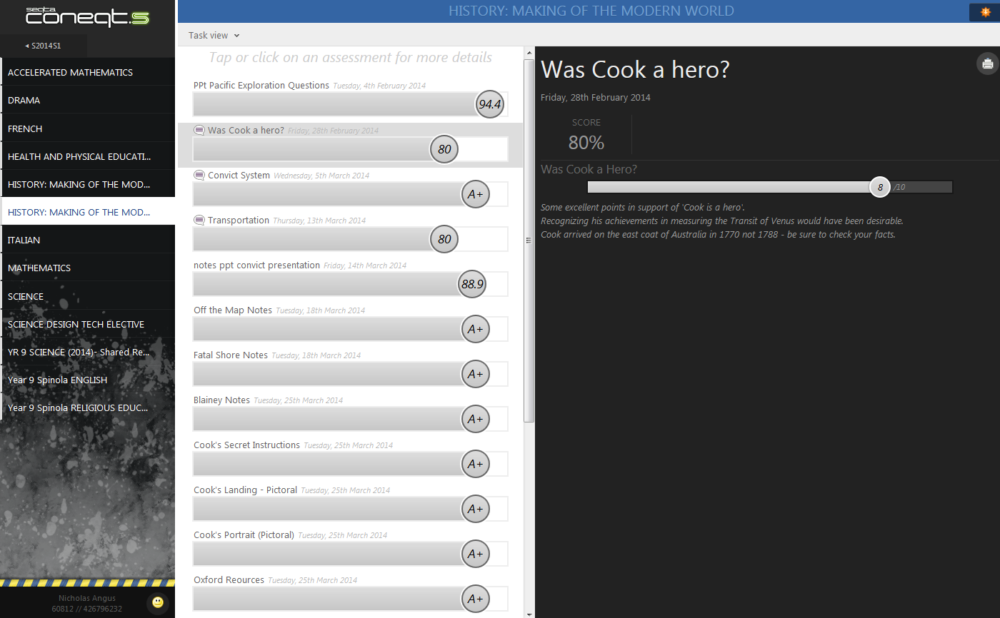 seqta
coneqt.s
HISTORY: MAKING OF THE MODERN WORLD
S2014S1
Task view
ACCELERATED MATHEMATICS
DRAMA
FRENCH
HEALTH AND PHYSICAL EDUCATI...
HISTORY: MAKING OF THE MOD...
HISTORY: MAKING OF THE MOD...
ITALIAN
MATHEMATICS
SCIENCE
SCIENCE DESIGN TECH ELECTIVE
YR 9 SCIENCE (2014)- Shared Re...
Year 9 Spinola ENGLISH
Year 9 Spinola RELIGIOUS EDUC...
Nicholas Angus
60812 // 426796232
Tap or click on an assessment for more details
PPt Pacific Exploration Questions Tuesday, 4th February 2014
94.4
Was Cook a hero? Friday, 28th February 2014
80
Convict System Wednesday, 5th March 2014
A+
Transportation Thursday, 13th March 2014
80
notes ppt convict presentation Friday, 14th March 2014
88.9
Off the Map Notes Tuesday, 18th March 2014
A+
Fatal Shore Notes Tuesday, 18th March 2014
A+
Blainey Notes Tuesday, 25th March 2014
A+
Cook's Secret Instructions Tuesday, 25th March 2014
A+
Cook's Landing - Pictoral Tuesday, 25th March 2014
A+
Cook's Portrait (Pictoral) Tuesday, 25th March 2014
A+
Oxford Reources Tuesday, 25th March 2014
A+
Was Cook a hero?
Friday, 28th February 2014
SCORE
80%
Was Cook a Hero?
8 /10
Some excellent points in support of 'Cook is a hero'.
Recognizing his achievements in measuring the Transit of Venus would have been desirable.
Cook arrived on the east coat of Australia in 1770 not 1788 - be sure to check your facts.